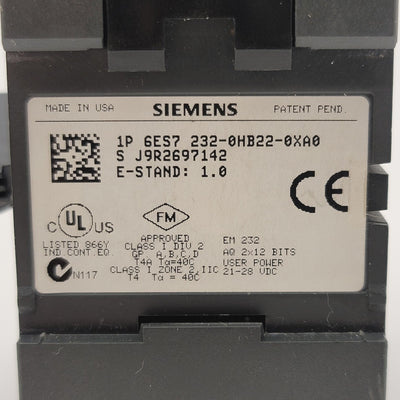 MADE IN USA SIEMENS PATENT PEND.
1P 6ES7 232-0HB22-0XA0
S J9R2697142
E-STAND: 1.0
CE
C UL US
LISTED 866Y
IND.CONT.EQ.
N117
FM
APPROVED
CLASS I DIV 2
GP A,B,C,D
T4A Ta=40C
CLASS I ZONE 2,IIC
T4 Ta = 40C
EM 232
AQ 2x12 BITS
USER POWER
21-28 VDC